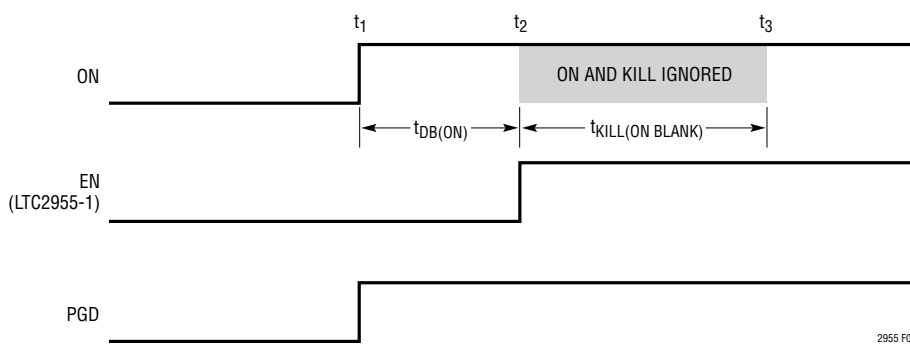 t1 t2 t3
ON
ON AND KILL IGNORED
tDB(ON) tKILL(ON BLANK)
EN
(LTC2955-1)
PGD
2955 F0